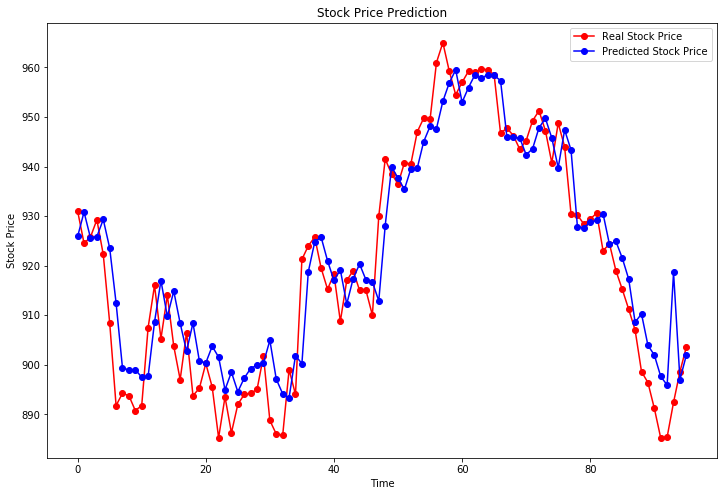 Stock Price Prediction
Real Stock Price
Predicted Stock Price
960
950
940
930
920
910
900
890
Stock Price
0 20 40 60 80
Time